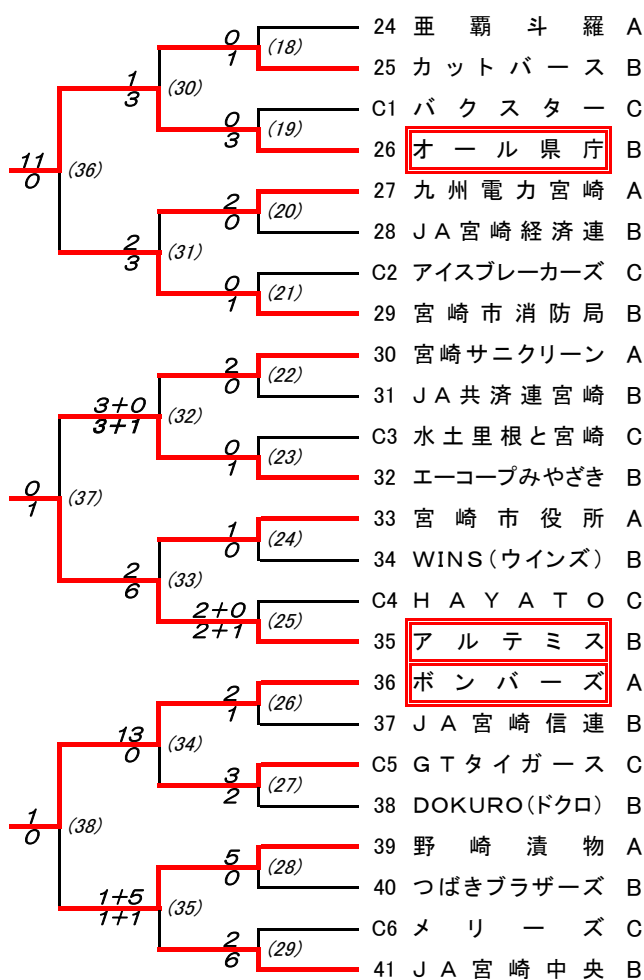 24 亜覇斗羅 A
0
1 (18)
25 カットバース B
1
3 (30)
C1 バクスター C
0
3 (19)
26 オール県庁 B
11
0 (36)
27 九州電力宮崎 A
2
0 (20)
28 JA宮崎経済連 B
2
3 (31)
C2 アイスブレーカーズ C
0
1 (21)
29 宮崎市消防局 B
30 宮崎サニクリーン A
2
0 (22)
31 JA共済連宮崎 B
3+0
3+1 (32)
C3 水土里根と宮崎 C
0
1 (23)
32 エーコープみやざき B
0
1 (37)
33 宮崎市役所 A
1
0 (24)
34 WINS(ウインズ) B
2
6 (33)
C4 HAYATO C
2+0
2+1 (25)
35 アルテミス B
36 ボンバーズ A
2
1 (26)
37 JA宮崎信連 B
13
0 (34)
C5 GTタイガース C
3
2 (27)
38 DOKURO(ドクロ) B
1
0 (38)
39 野崎漬物 A
5
0 (28)
40 つばきブラザーズ B
1+5
1+1 (35)
C6 メリーズ C
2
6 (29)
41 JA宮崎中央 B